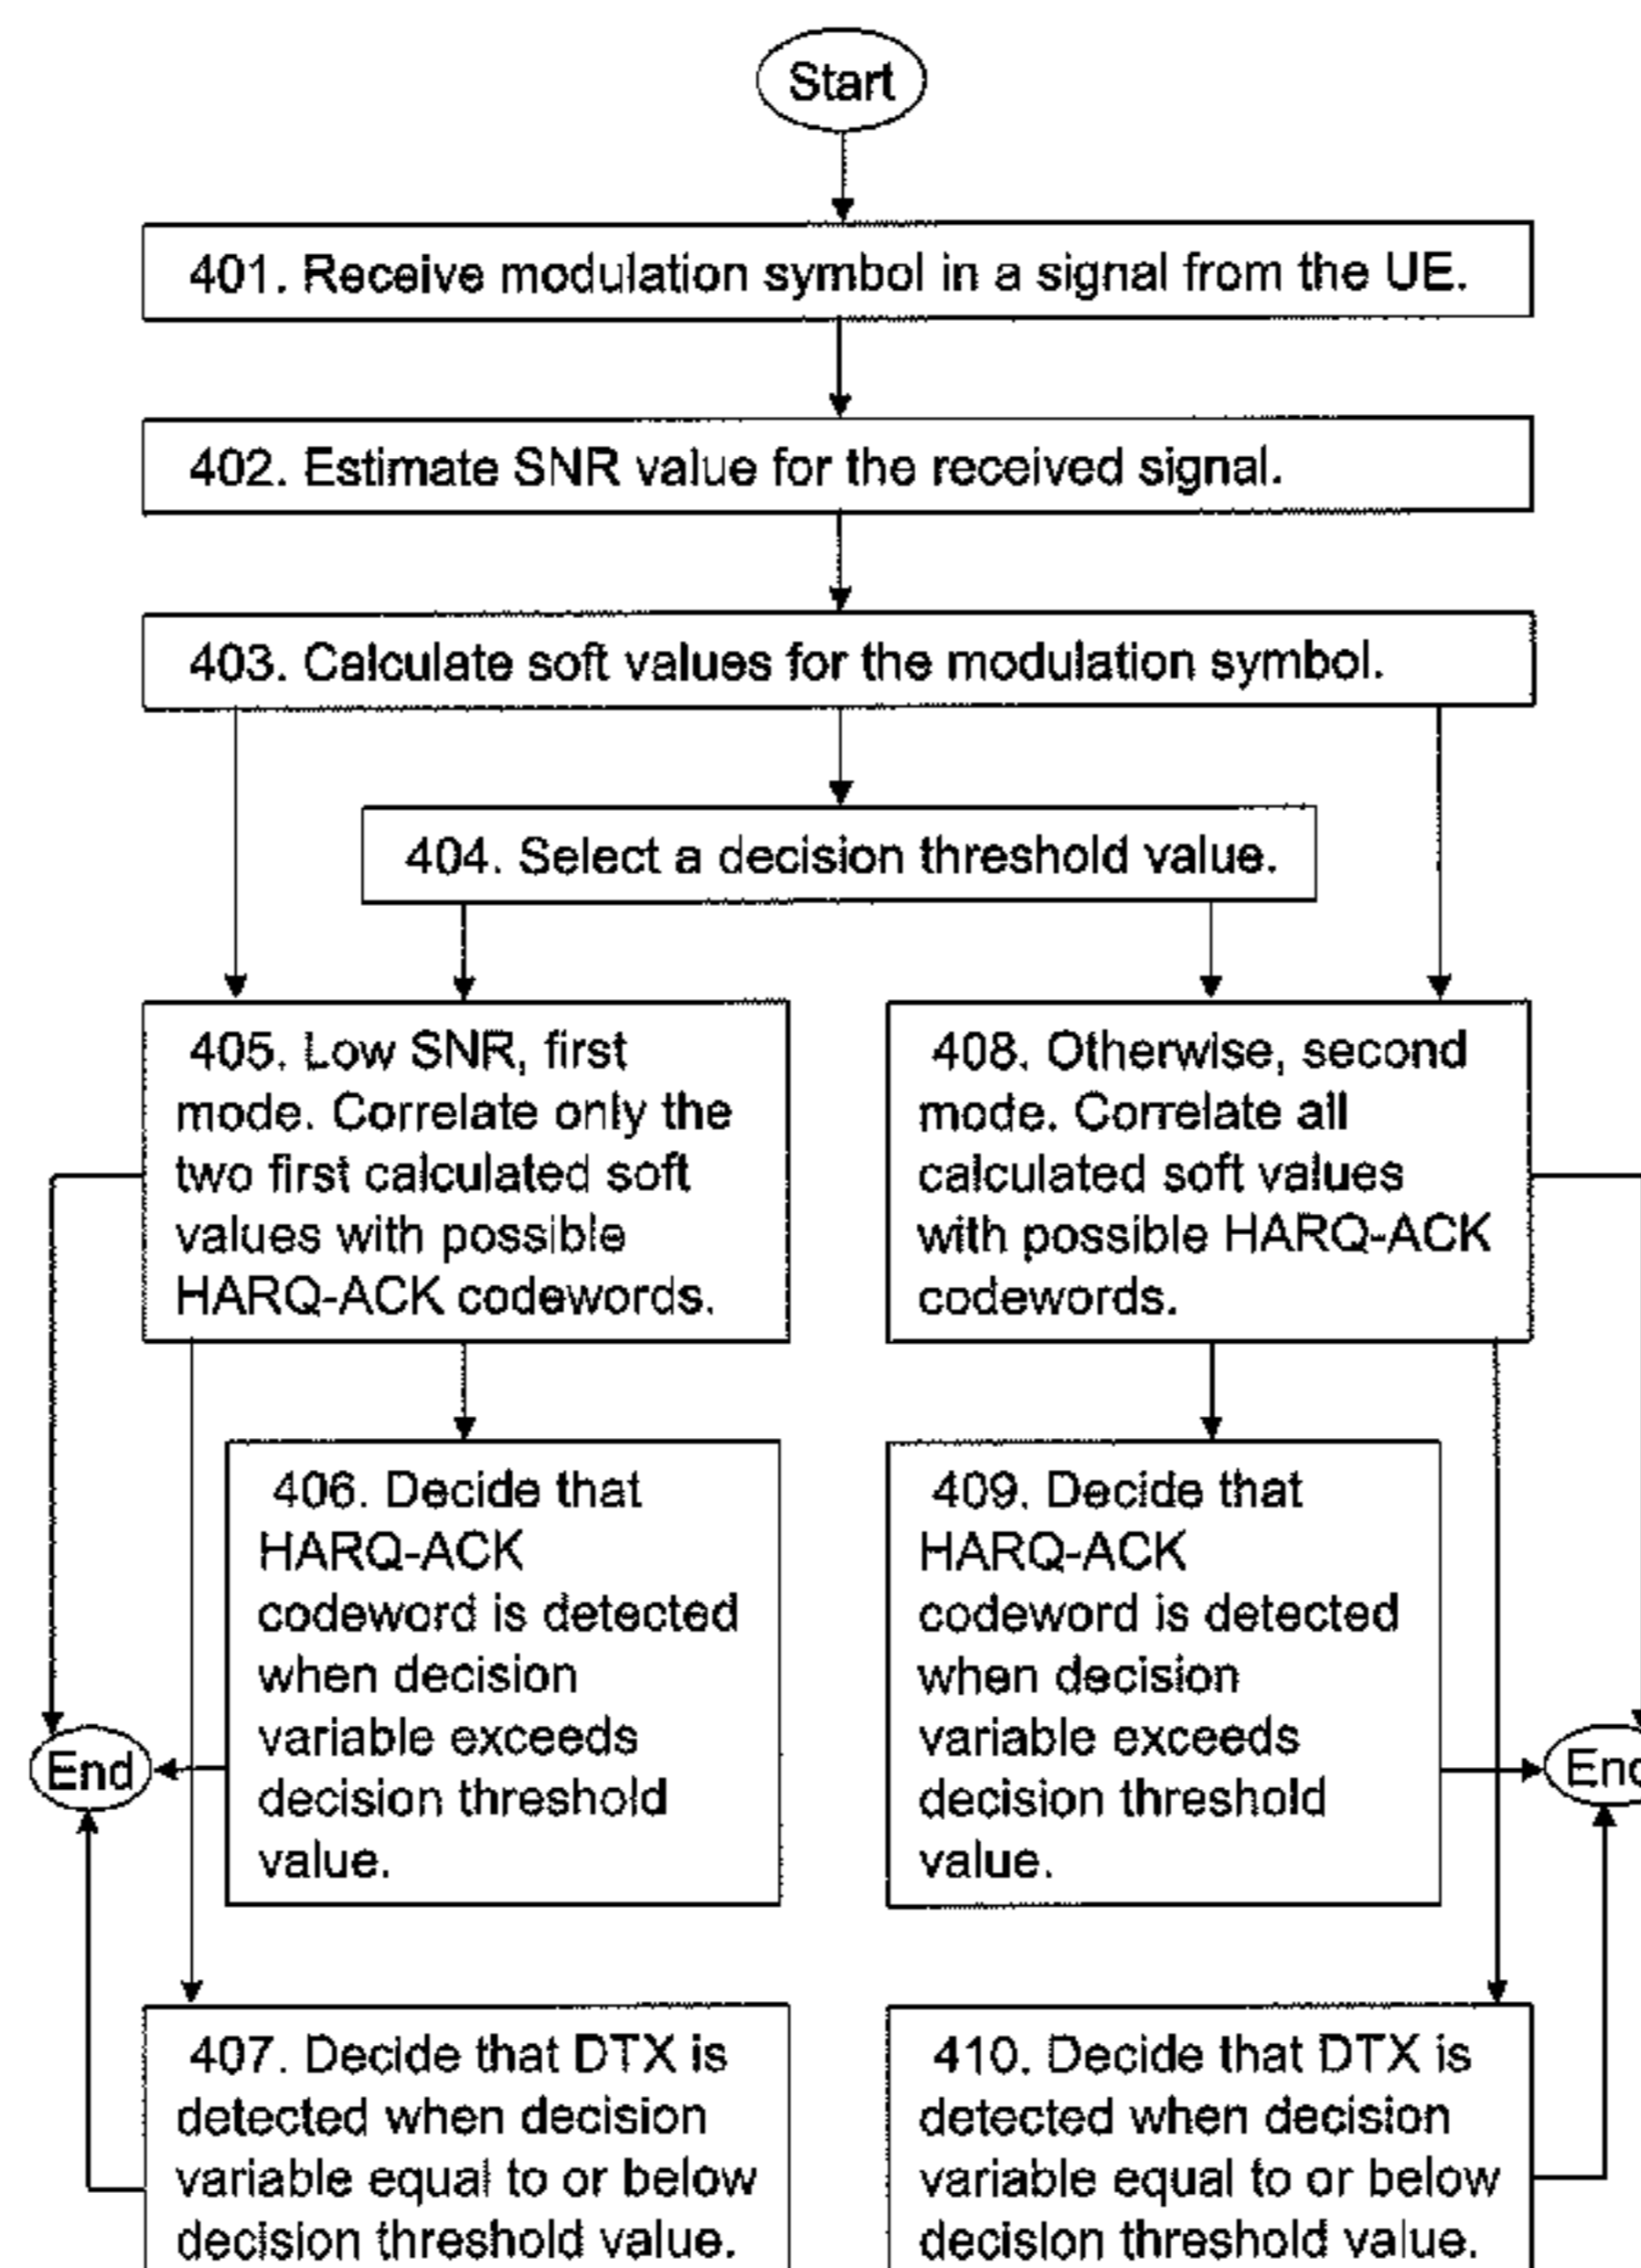 Start
401. Receive modulation symbol in a signal from the UE.
402. Estimate SNR value for the received signal.
403. Calculate soft values for the modulation symbol.
404. Select a decision threshold value.
405. Low SNR, first
mode. Correlate only the
two first calculated soft
values with possible
HARQ-ACK codewords.
408. Otherwise, second
mode. Correlate all
calculated soft values
with possible HARQ-ACK
codewords.
406. Decide that
HARQ-ACK
codeword is detected
when decision
variable exceeds
decision threshold
value.
409. Decide that
HARQ-ACK
codeword is detected
when decision
variable exceeds
decision threshold
value.
End
End
407. Decide that DTX is
detected when decision
variable equal to or below
decision threshold value.
410. Decide that DTX is
detected when decision
variable equal to or below
decision threshold value.